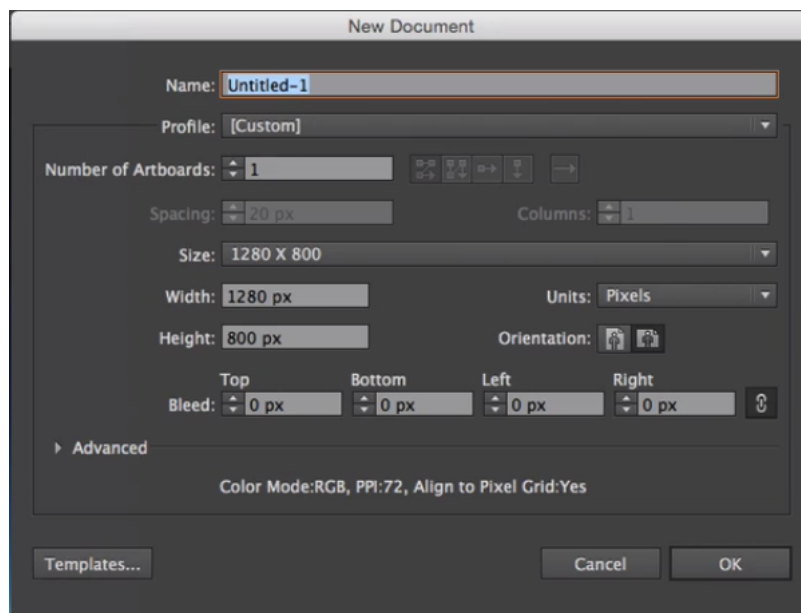 New Document
Name: Untitled-1
Profile: [Custom]
Number of Artboards: 1
Spacing: 20 px Columns: 1
Size: 1280 X 800
Width: 1280 px Units: Pixels
Height: 800 px Orientation:
Top Bottom Left Right
Bleed: 0 px 0 px 0 px 0 px
Advanced
Color Mode:RGB, PPI:72, Align to Pixel Grid:Yes
Templates... Cancel OK